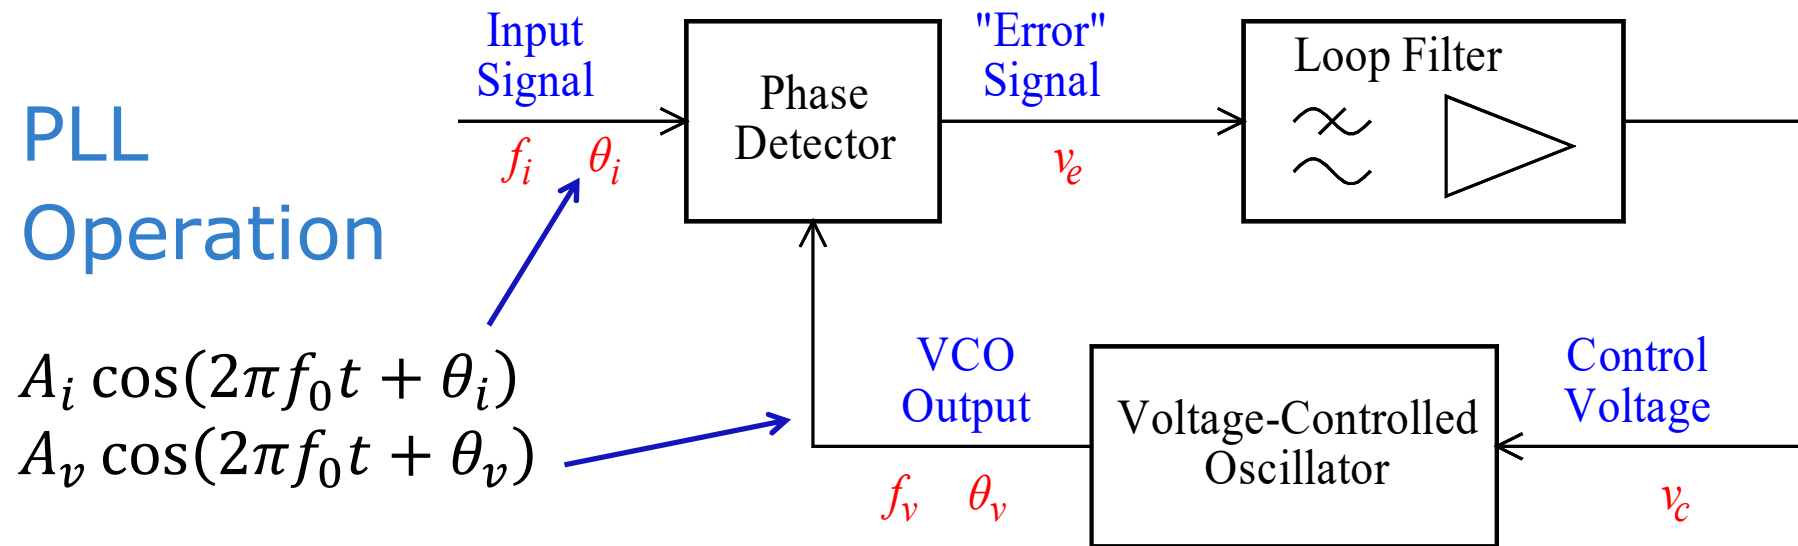 PLL
Operation
Input
Signal
f_i θ_i
Phase
Detector
"Error"
Signal
v_e
Loop Filter
A_i cos(2πf_0t + θ_i)
A_v cos(2πf_0t + θ_v)
VCO
Output
f_v θ_v
Voltage-Controlled
Oscillator
Control
Voltage
v_c